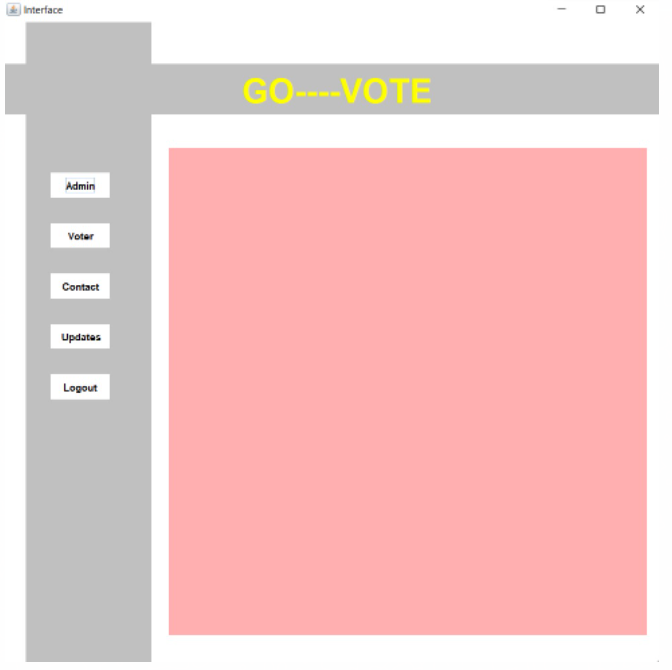 Interface
GO----VOTE
Admin
Voter
Contact
Updates
Logout